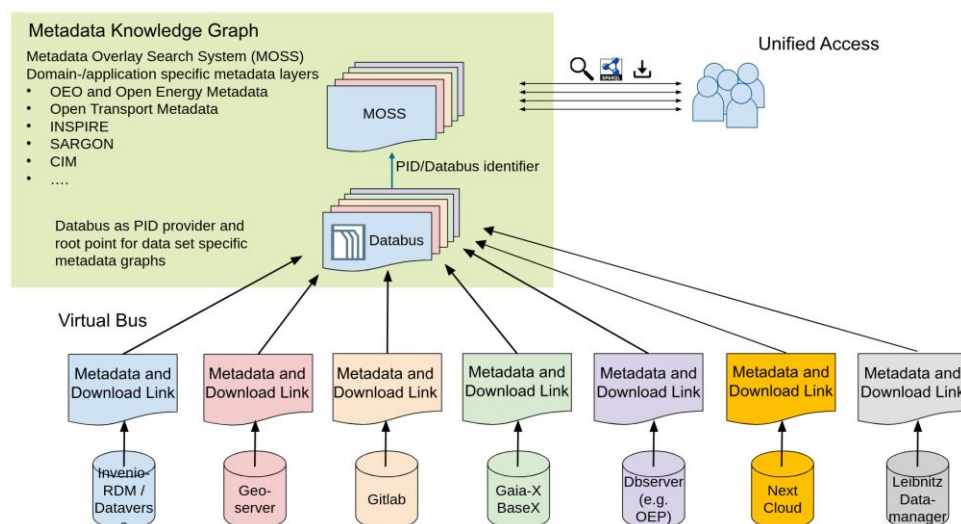 Metadata Knowledge Graph
Metadata Overlay Search System (MOSS)
Domain-/application specific metadata layers
• OEO and Open Energy Metadata
• Open Transport Metadata
• INSPIRE
• SARGON
• CIM
• ....
MOSS
SPARQL
Unified Access
PID/Databus identifier
Databus as PID provider and
root point for data set specific
metadata graphs
Databus
Virtual Bus
Metadata and
Download Link
Metadata and
Download Link
Metadata and
Download Link
Metadata and
Download Link
Metadata and
Download Link
Metadata and
Download Link
Metadata and
Download Link
Invenio-
RDM /
Datavers
Geo-
server
Gitlab
Gaia-X
BaseX
Dbserver
(e.g.
OEP)
Next
Cloud
Leibnitz
Data-
manager